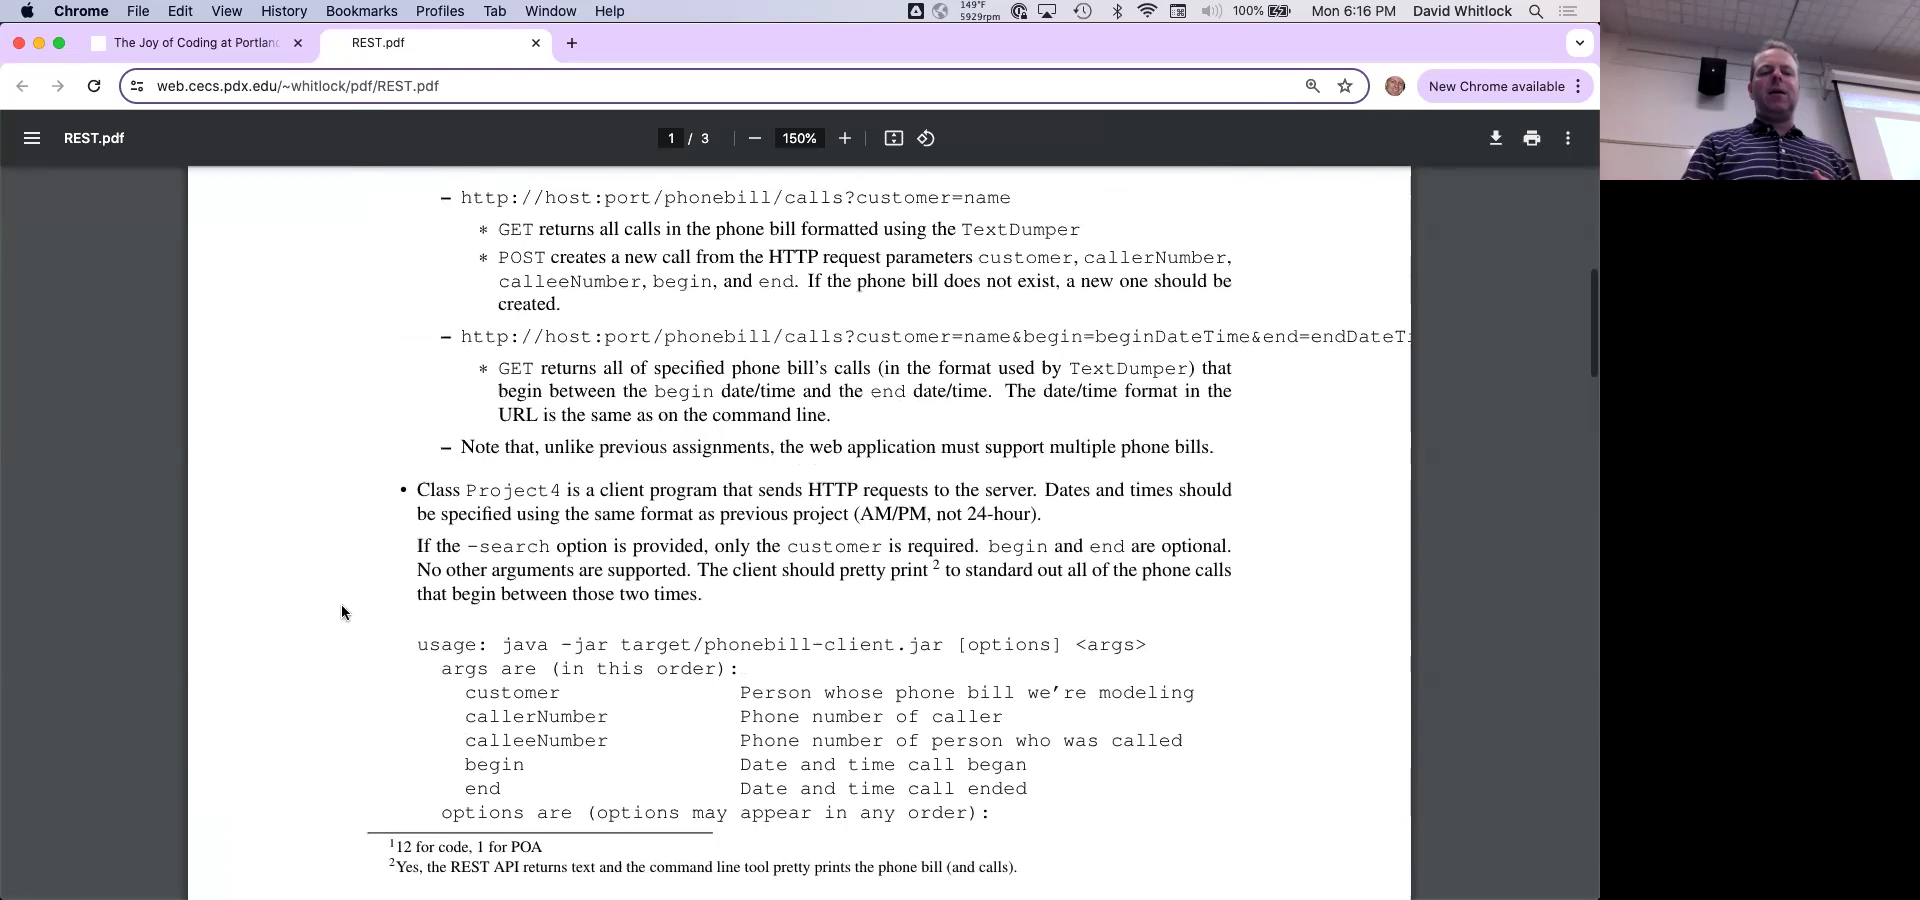 Chrome File Edit View History Bookmarks Profiles Tab Window Help 149°F 5929rpm 100% Mon 6:16 PM David Whitlock
The Joy of Coding at Portlan
REST.pdf
web.cecs.pdx.edu/~whitlock/pdf/REST.pdf
New Chrome available
REST.pdf
1 / 3
150%
– http://host:port/phonebill/calls?customer=name
* GET returns all calls in the phone bill formatted using the TextDumper
* POST creates a new call from the HTTP request parameters customer, callerNumber,
calleeNumber, begin, and end. If the phone bill does not exist, a new one should be
created.
– http://host:port/phonebill/calls?customer=name&begin=beginDateTime&end=endDateTi
* GET returns all of specified phone bill's calls (in the format used by TextDumper) that
begin between the begin date/time and the end date/time. The date/time format in the
URL is the same as on the command line.
– Note that, unlike previous assignments, the web application must support multiple phone bills.
• Class Project4 is a client program that sends HTTP requests to the server. Dates and times should
be specified using the same format as previous project (AM/PM, not 24-hour).
If the -search option is provided, only the customer is required. begin and end are optional.
No other arguments are supported. The client should pretty print 2 to standard out all of the phone calls
that begin between those two times.
usage: java -jar target/phonebill-client.jar [options] <args>
args are (in this order):
customer Person whose phone bill we're modeling
callerNumber Phone number of caller
calleeNumber Phone number of person who was called
begin Date and time call began
end Date and time call ended
options are (options may appear in any order):
1 12 for code, 1 for POA
2 Yes, the REST API returns text and the command line tool pretty prints the phone bill (and calls).